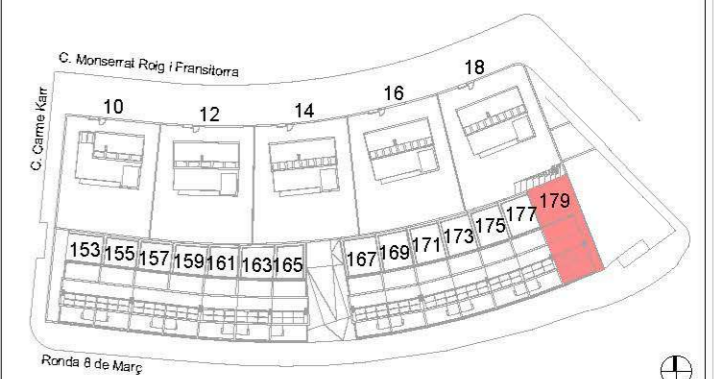 C. Monserrat Roig i Fransitorra
C. Carme Karr
10 12 14 16 18
153 155 157 159 161 163 165 167 169 171 173 175 177 179
Ronda 8 de Març